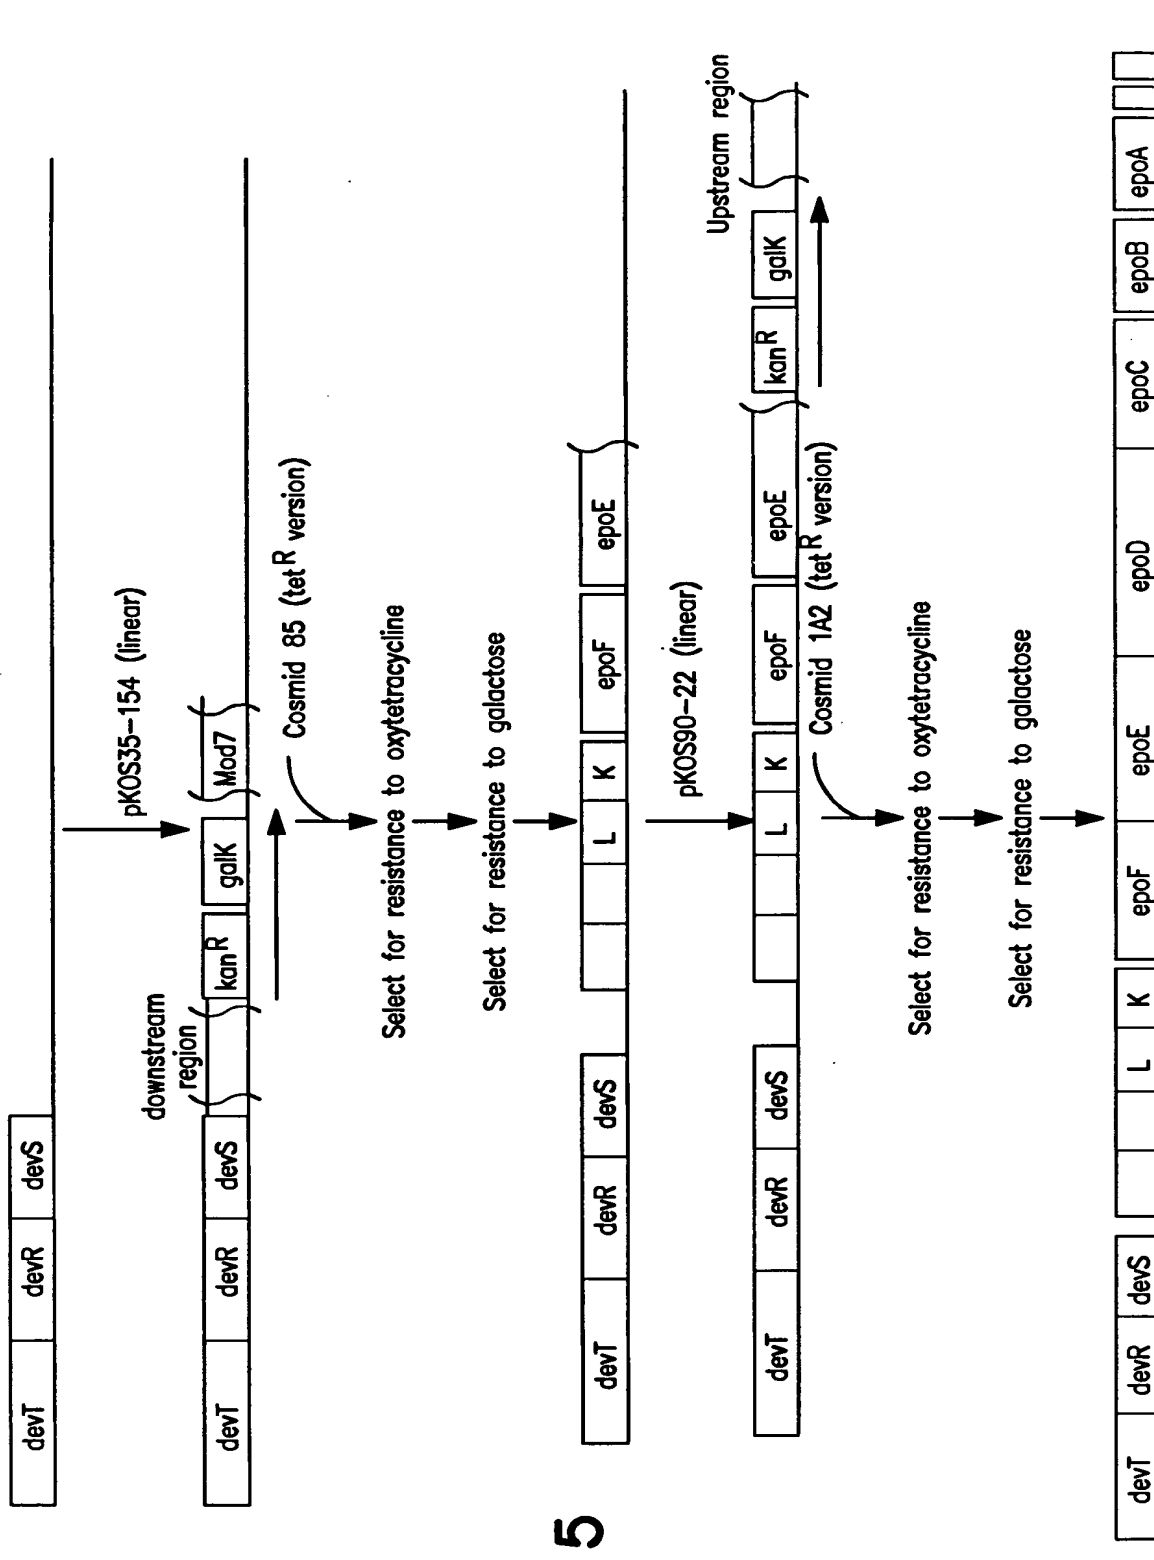 devT devR devS
pKOS35-154 (linear)
downstream
region
devT devR devS kanR galK Mod7
Cosmid 85 (tetR version)
Select for resistance to oxytetracycline
Select for resistance to galactose
devT devR devS L K epoF epoE
pKOS90-22 (linear)
Upstream region
devT devR devS L K epoF epoE kanR galK
Cosmid 1A2 (tetR version)
Select for resistance to oxytetracycline
Select for resistance to galactose
devT devR devS L K epoF epoE epoD epoC epoB epoA
5